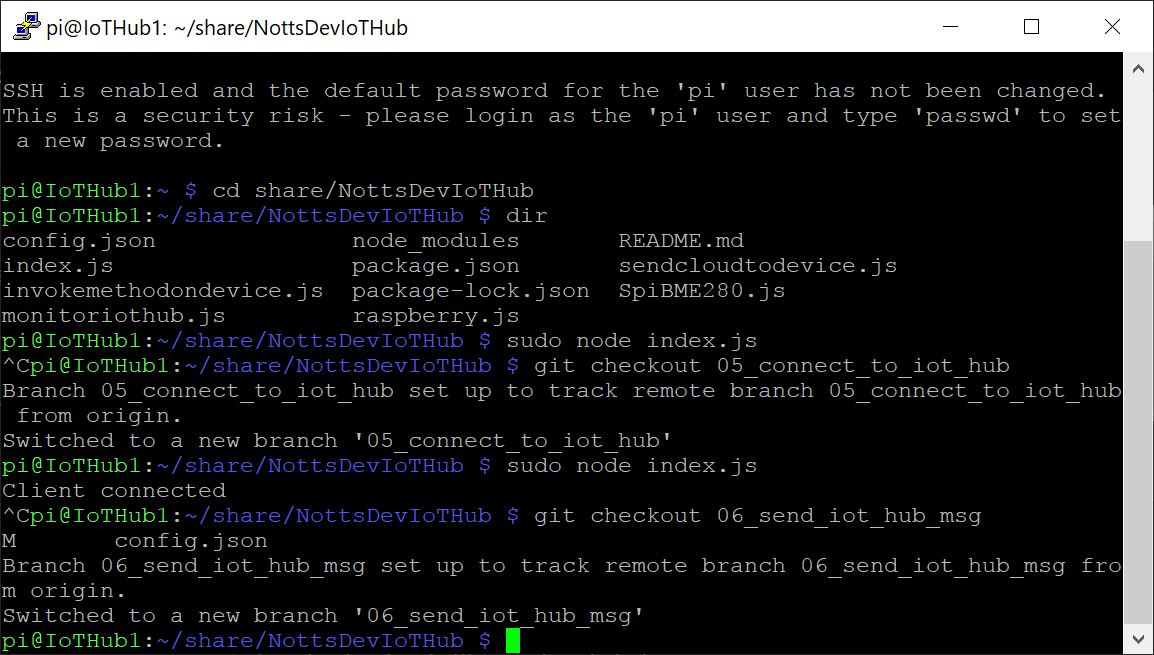 pi@IoTHub1: ~/share/NottsDevIoTHub
SSH is enabled and the default password for the 'pi' user has not been changed.
This is a security risk - please login as the 'pi' user and type 'passwd' to set
 a new password.
pi@IoTHub1:~ $ cd share/NottsDevIoTHub
pi@IoTHub1:~/share/NottsDevIoTHub $ dir
config.json              node_modules       README.md
index.js                 package.json       sendcloudtodevice.js
invokemethodondevice.js  package-lock.json  SpiBME280.js
monitoriothub.js         raspberry.js
pi@IoTHub1:~/share/NottsDevIoTHub $ sudo node index.js
^Cpi@IoTHub1:~/share/NottsDevIoTHub $ git checkout 05_connect_to_iot_hub
Branch 05_connect_to_iot_hub set up to track remote branch 05_connect_to_iot_hub
 from origin.
Switched to a new branch '05_connect_to_iot_hub'
pi@IoTHub1:~/share/NottsDevIoTHub $ sudo node index.js
Client connected
^Cpi@IoTHub1:~/share/NottsDevIoTHub $ git checkout 06_send_iot_hub_msg
M       config.json
Branch 06_send_iot_hub_msg set up to track remote branch 06_send_iot_hub_msg fro
m origin.
Switched to a new branch '06_send_iot_hub_msg'
pi@IoTHub1:~/share/NottsDevIoTHub $